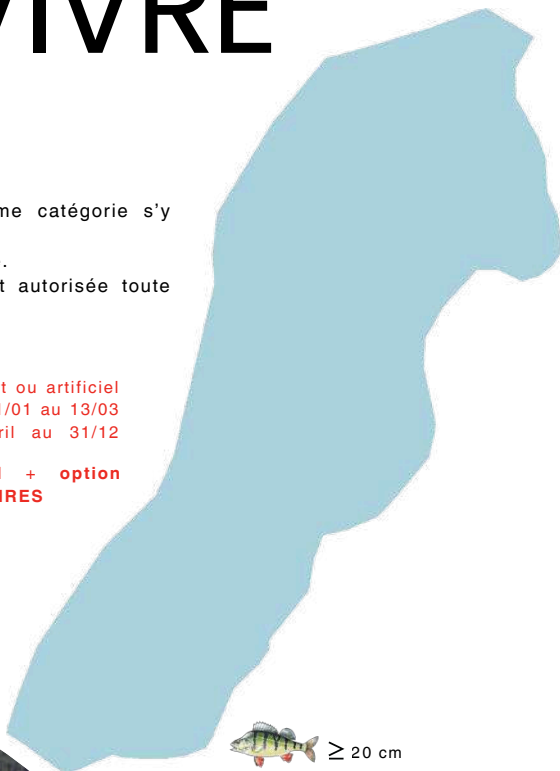 VIVRE
me catégorie s’y
.
t autorisée toute
t ou artificiel
1/01 au 13/03
ril au 31/12
+ option
IRES
≥ 20 cm